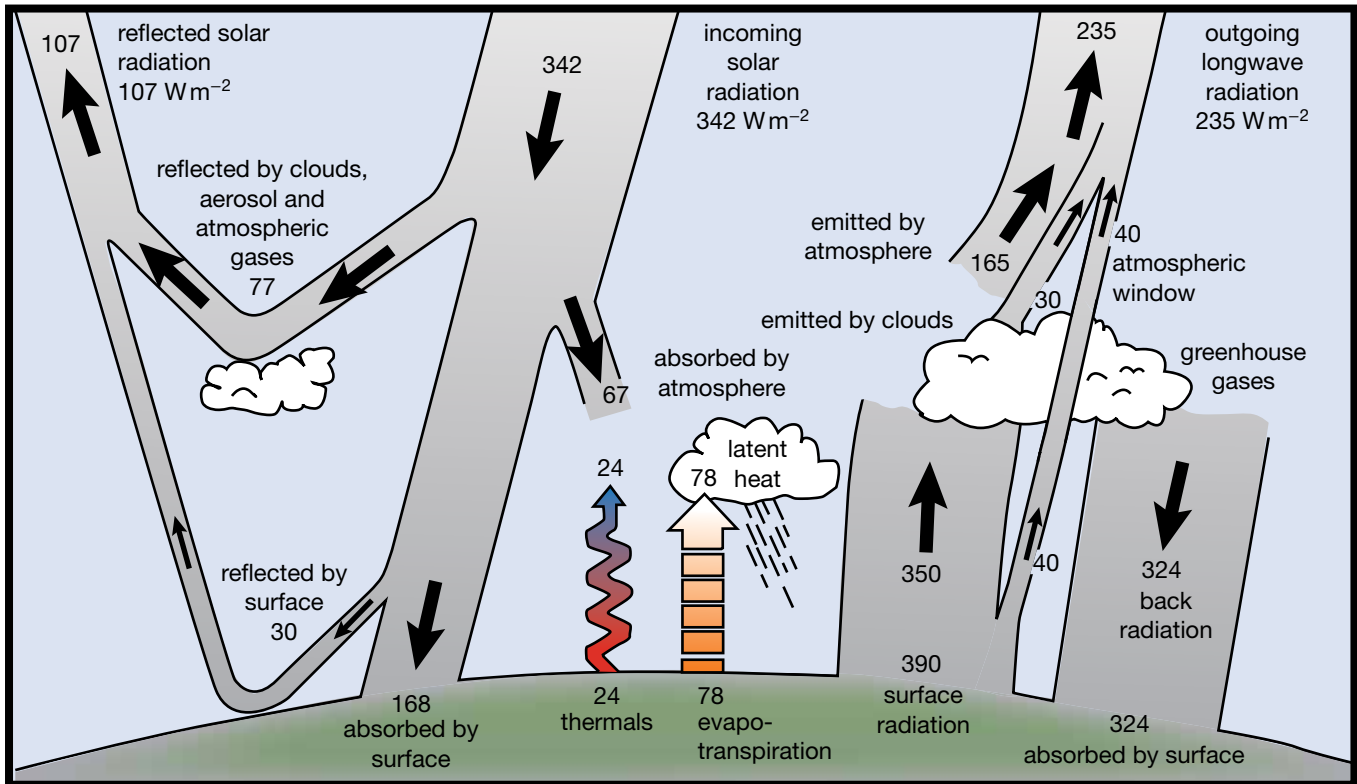 107
reflected solar
radiation
107 W m−2
342
incoming
solar
radiation
342 W m−2
235
outgoing
longwave
radiation
235 W m−2
reflected by clouds,
aerosol and
atmospheric
gases
77
emitted by
atmosphere
165
40
atmospheric
window
30
emitted by clouds
greenhouse
gases
absorbed by
atmosphere
67
latent
heat
24
78
350
40
324
back
radiation
reflected by
surface
30
168
absorbed by
surface
24
thermals
78
evapo-
transpiration
390
surface
radiation
324
absorbed by surface